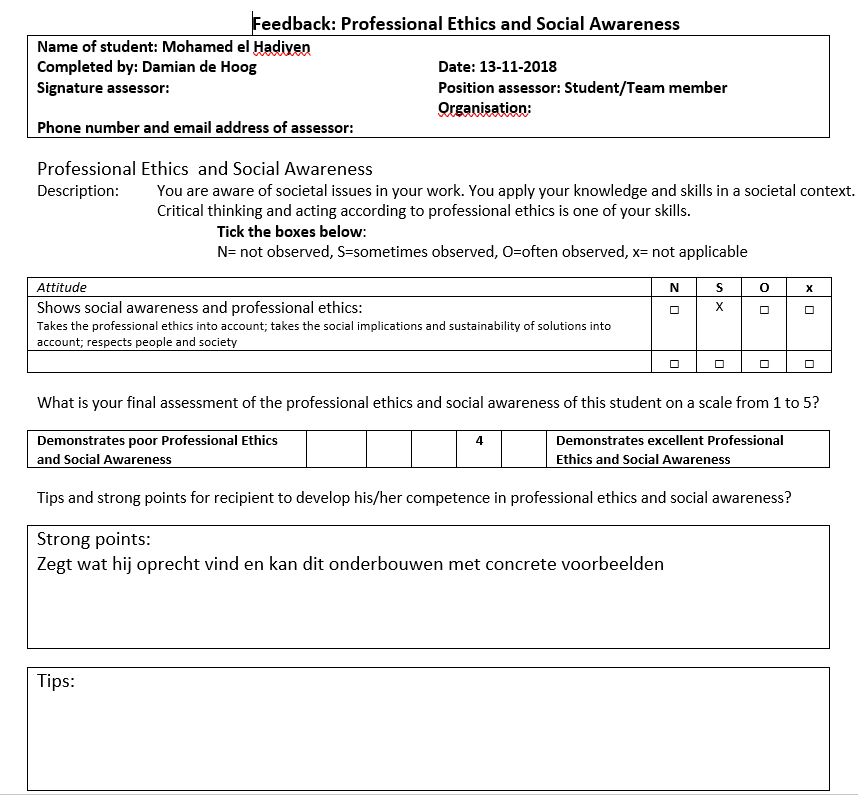 Feedback: Professional Ethics and Social Awareness
Name of student: Mohamed el Hadiyen
Completed by: Damian de Hoog Date: 13-11-2018
Signature assessor: Position assessor: Student/Team member
Organisation:
Phone number and email address of assessor:
Professional Ethics and Social Awareness
Description: You are aware of societal issues in your work. You apply your knowledge and skills in a societal context.
Critical thinking and acting according to professional ethics is one of your skills.
Tick the boxes below:
N= not observed, S=sometimes observed, O=often observed, x= not applicable
Attitude N S O x
Shows social awareness and professional ethics: □ X □ □
Takes the professional ethics into account; takes the social implications and sustainability of solutions into
account; respects people and society
□ □ □ □
What is your final assessment of the professional ethics and social awareness of this student on a scale from 1 to 5?
Demonstrates poor Professional Ethics 4 Demonstrates excellent Professional
and Social Awareness Ethics and Social Awareness
Tips and strong points for recipient to develop his/her competence in professional ethics and social awareness?
Strong points:
Zegt wat hij oprecht vind en kan dit onderbouwen met concrete voorbeelden
Tips: